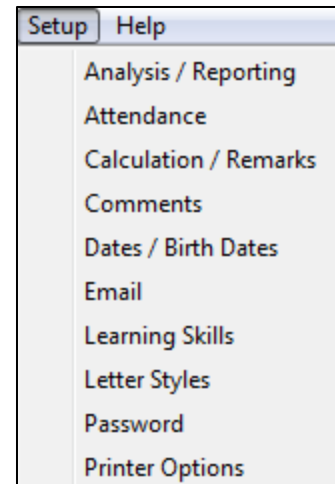 Setup Help
Analysis / Reporting
Attendance
Calculation / Remarks
Comments
Dates / Birth Dates
Email
Learning Skills
Letter Styles
Password
Printer Options